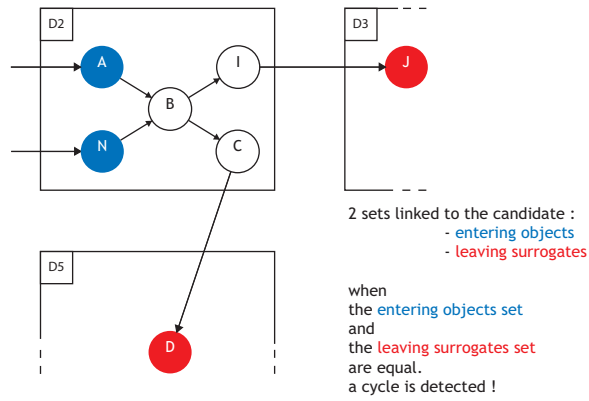 D2
D3
A
I
J
B
N
C
2 sets linked to the candidate :
- entering objects
- leaving surrogates
D5
when
the entering objects set
and
the leaving surrogates set
are equal.
a cycle is detected !
D